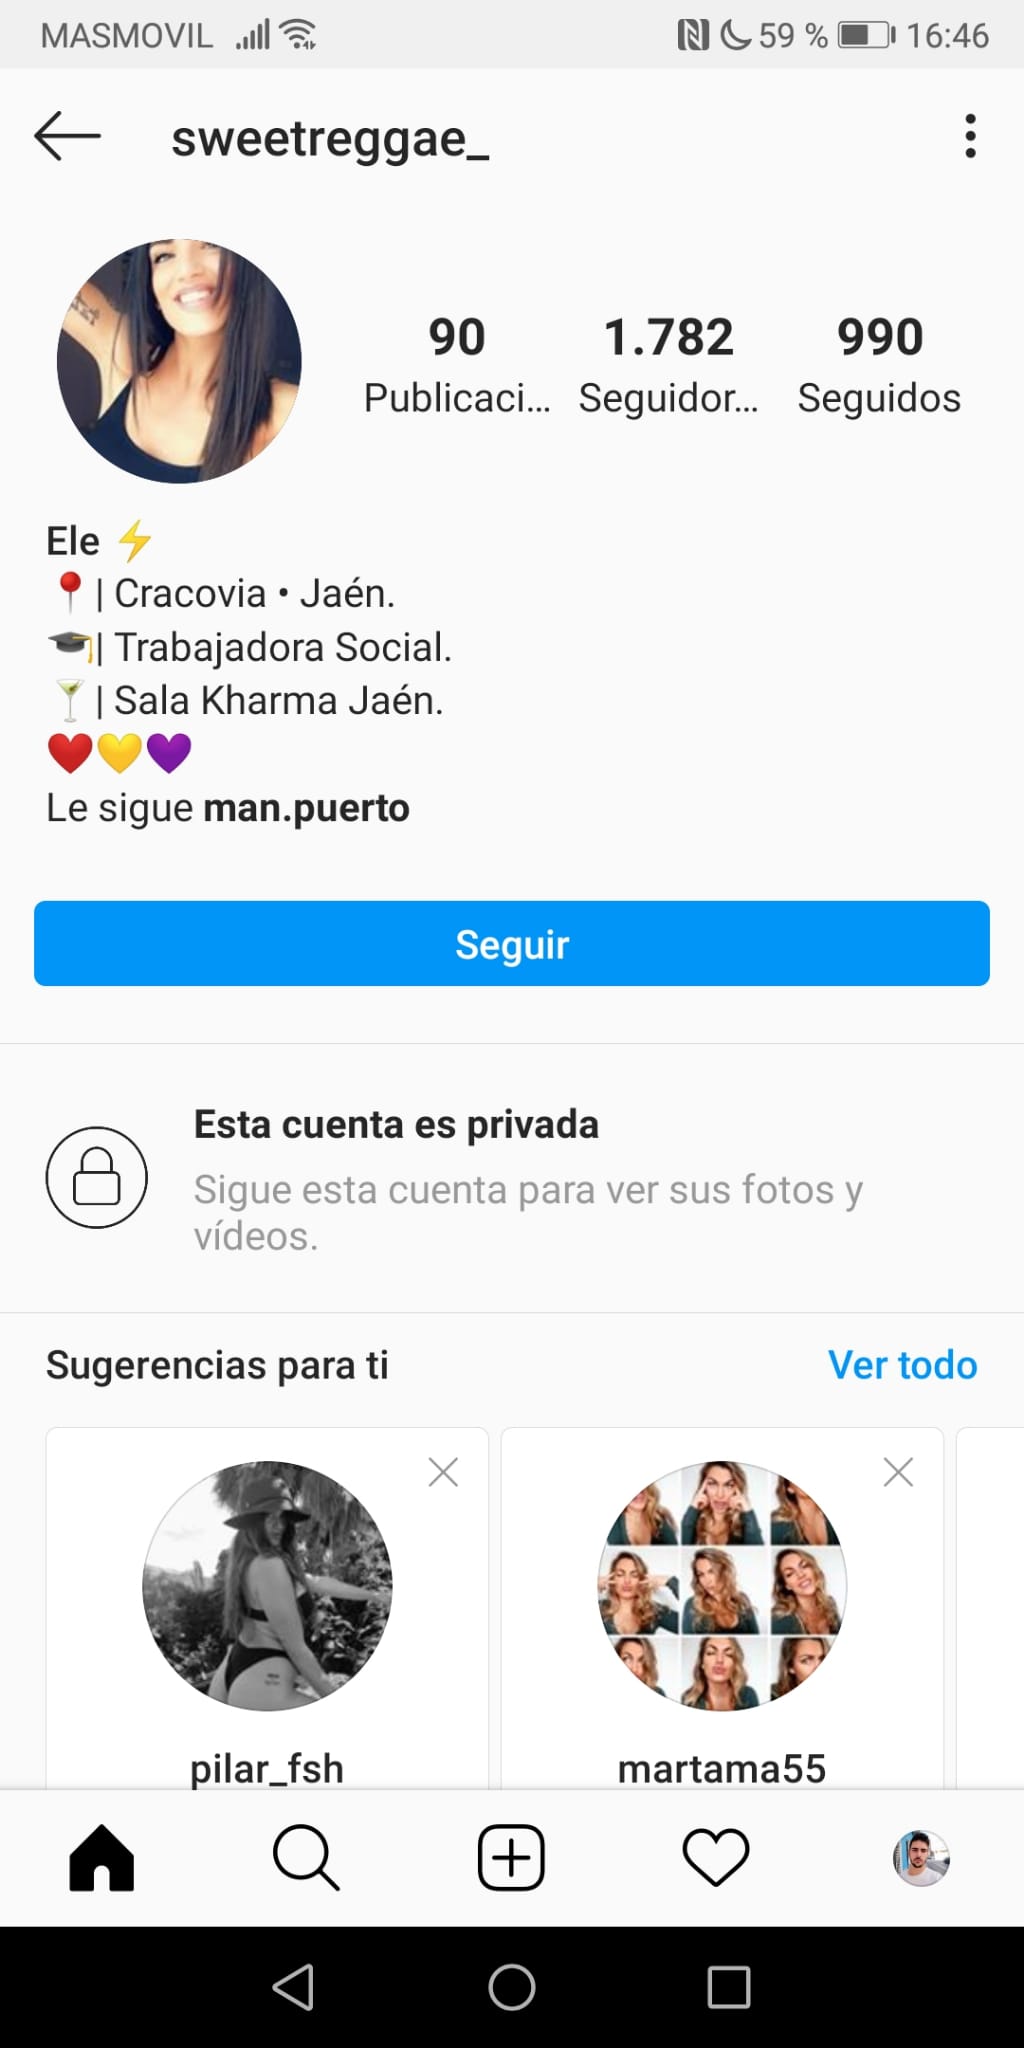 MASMOVIL 59 % 16:46
sweetreggae_
90 1.782 990
Publicaci... Seguidor... Seguidos
Ele ⚡
📍| Cracovia • Jaén.
🎓| Trabajadora Social.
🍸| Sala Kharma Jaén.
❤️💛💜
Le sigue man.puerto
Seguir
Esta cuenta es privada
Sigue esta cuenta para ver sus fotos y
vídeos.
Sugerencias para ti Ver todo
pilar_fsh martama55